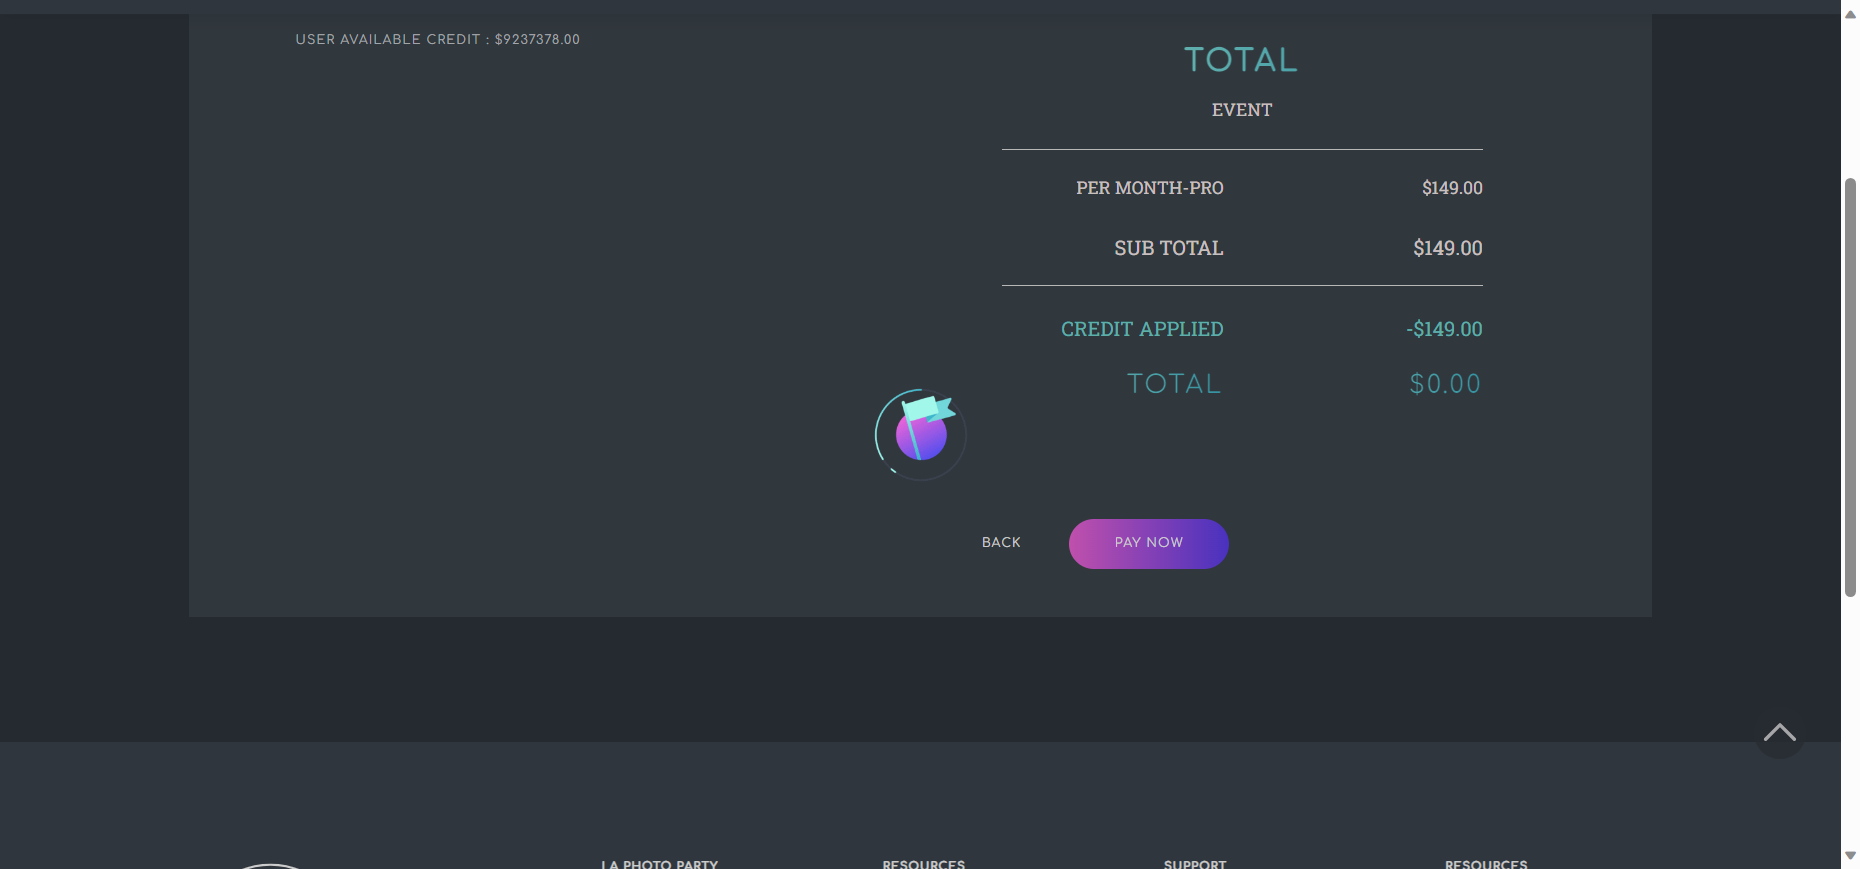 USER AVAILABLE CREDIT : $9237378.00
TOTAL
EVENT
PER MONTH-PRO $149.00
SUB TOTAL $149.00
CREDIT APPLIED -$149.00
TOTAL $0.00
BACK PAY NOW
LA PHOTO PARTY RESOURCES SUPPORT RESOURCES